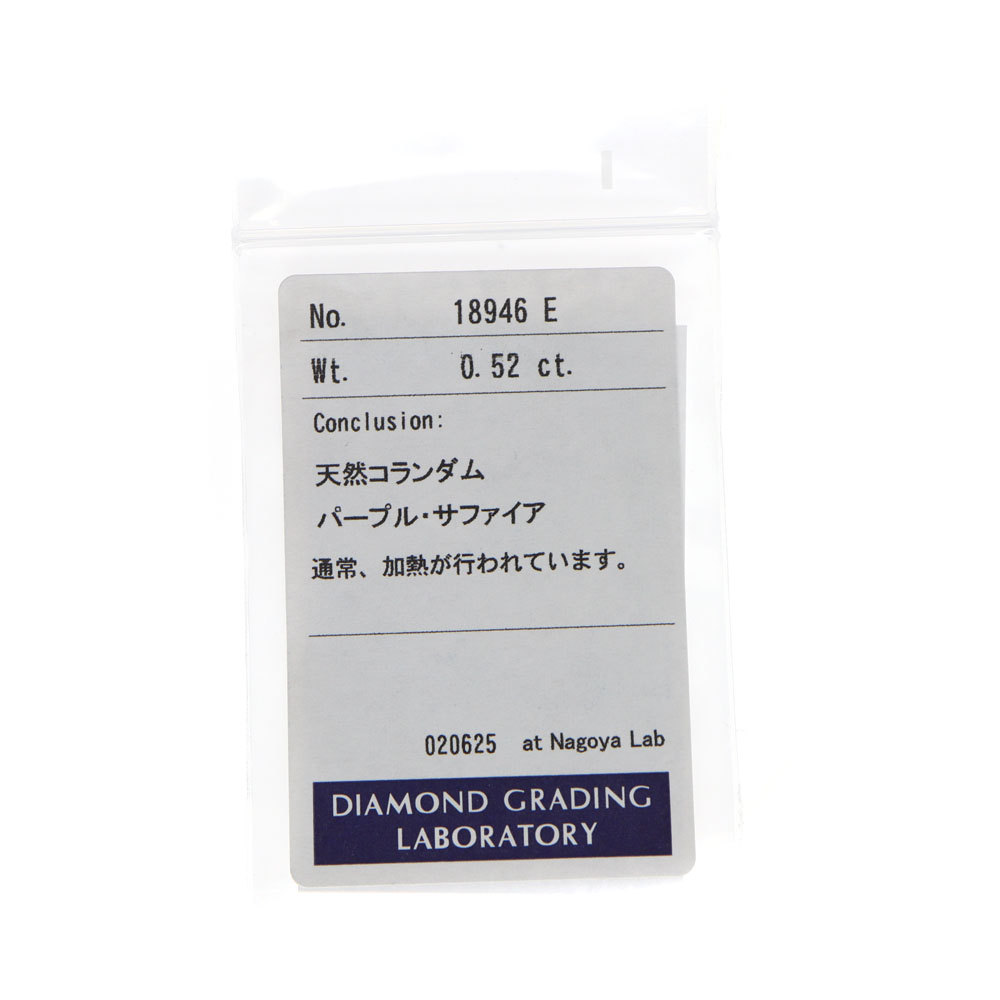 No. 18946 E
Wt. 0.52 ct.
Conclusion:
天然コランダム
パープル・サファイア
通常、加熱が行われています。
020625 at Nagoya Lab
DIAMOND GRADING
LABORATORY